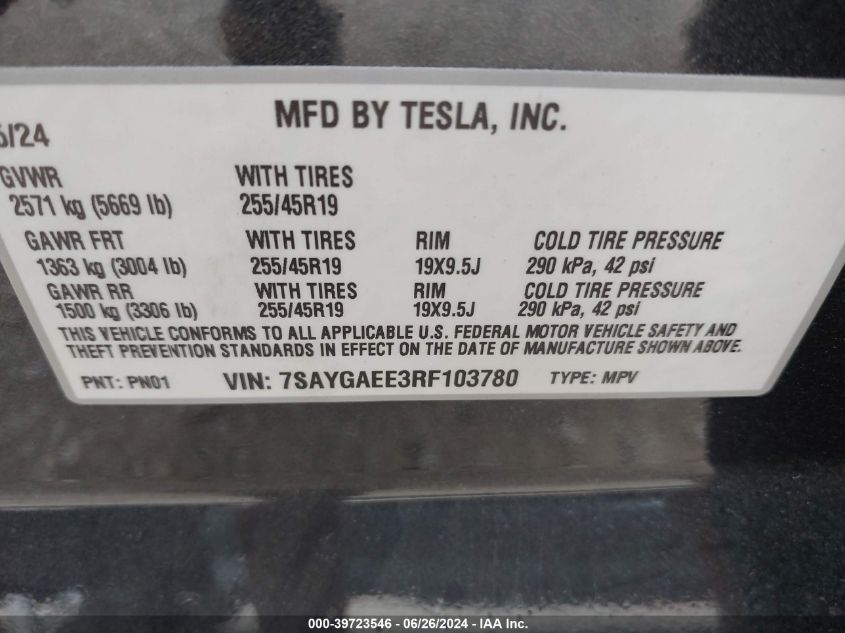 MFD BY TESLA, INC.
/24
GVWR WITH TIRES
2571 kg (5669 lb) 255/45R19
GAWR FRT WITH TIRES RIM COLD TIRE PRESSURE
1363 kg (3004 lb) 255/45R19 19X9.5J 290 kPa, 42 psi
GAWR RR WITH TIRES RIM COLD TIRE PRESSURE
1500 kg (3306 lb) 255/45R19 19X9.5J 290 kPa, 42 psi
THIS VEHICLE CONFORMS TO ALL APPLICABLE U.S. FEDERAL MOTOR VEHICLE SAFETY AND
THEFT PREVENTION STANDARDS IN EFFECT ON THE DATE OF MANUFACTURE SHOWN ABOVE.
PNT: PN01 VIN: 7SAYGAEE3RF103780 TYPE: MPV
000-39723546 - 06/26/2024 - IAA Inc.